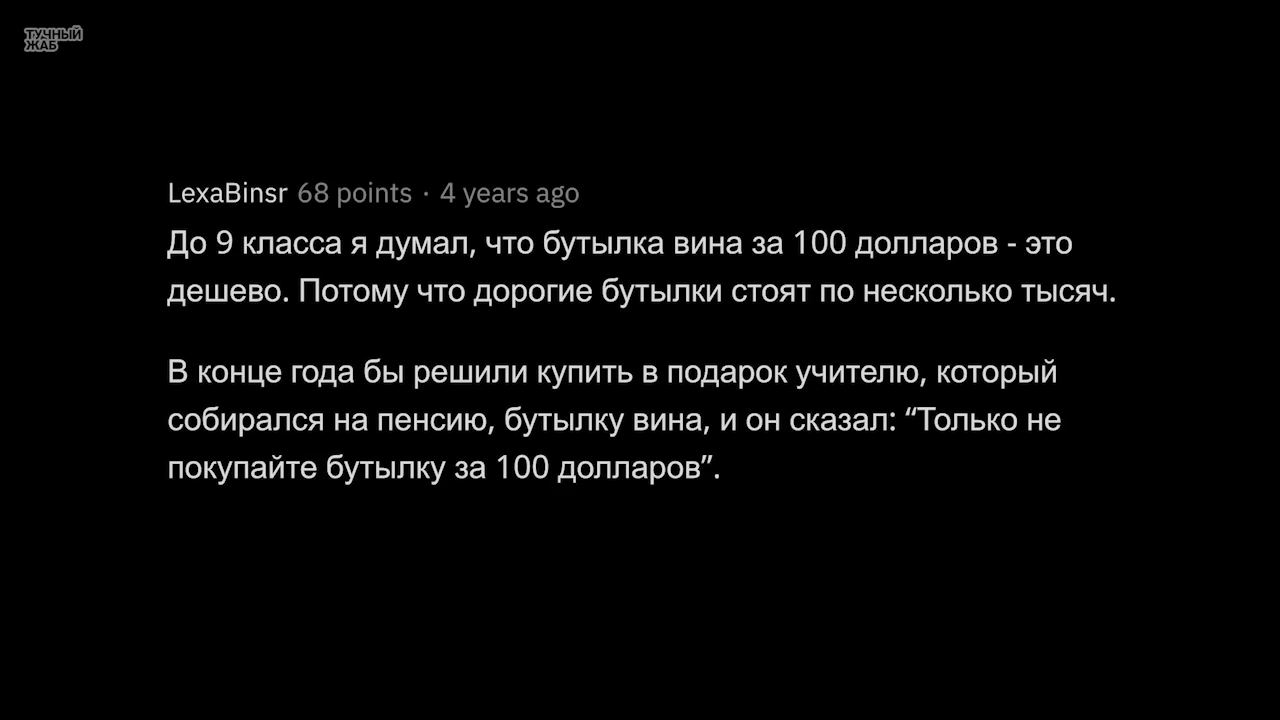 ТУЧНЫЙ
ЖАБ
LexaBinsr 68 points · 4 years ago
До 9 класса я думал, что бутылка вина за 100 долларов - это
дешево. Потому что дорогие бутылки стоят по несколько тысяч.
В конце года бы решили купить в подарок учителю, который
собирался на пенсию, бутылку вина, и он сказал: “Только не
покупайте бутылку за 100 долларов”.